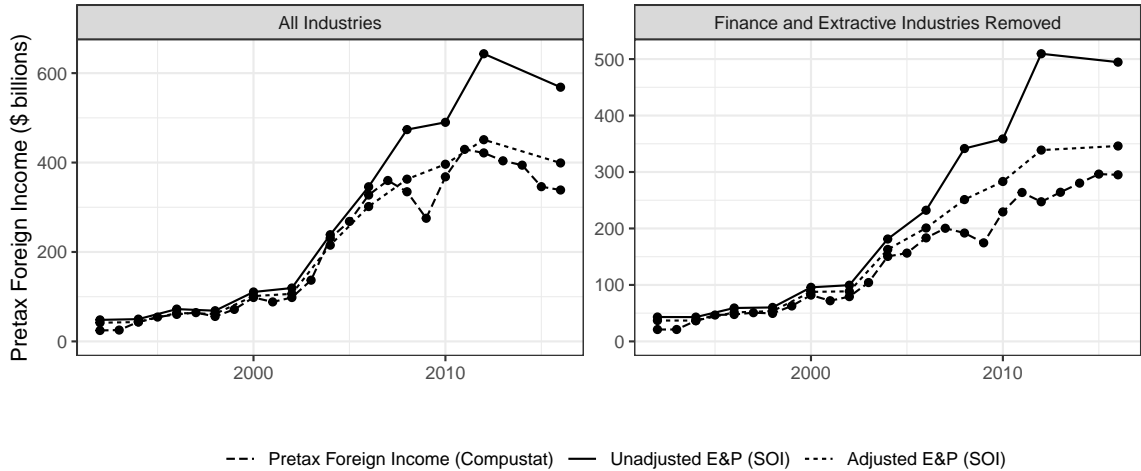 All Industries
Finance and Extractive Industries Removed
Pretax Foreign Income ($ billions)
600
400
200
0
2000
2010
500
400
300
200
100
0
2000
2010
Pretax Foreign Income (Compustat)
Unadjusted E&P (SOI)
Adjusted E&P (SOI)